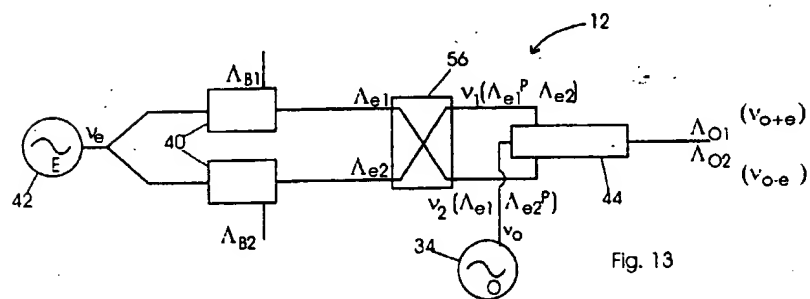 12
56
Λ_B1
Λ_e1
ν_1(Λ_e1^p Λ_e2)
ν_e
40
E
42
Λ_O1 (ν_o+e)
Λ_O2 (ν_o-e)
Λ_e2
44
ν_2(Λ_e1 Λ_e2^p)
Λ_B2
ν_o
34
O
Fig. 13